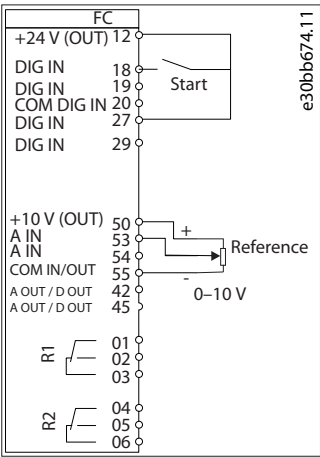 FC
+24 V (OUT) 12
DIG IN 18
DIG IN 19
COM DIG IN 20
DIG IN 27
DIG IN 29
Start
+10 V (OUT) 50
A IN 53
A IN 54
COM IN/OUT 55
A OUT / D OUT 42
A OUT / D OUT 45
+
Reference
-
0–10 V
R1
01
02
03
R2
04
05
06
e30bb674.11